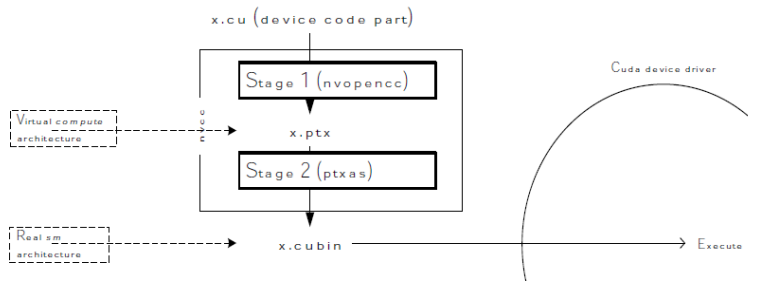 x.cu (device code part)
Stage 1 (nvopencc)
Cuda device driver
Virtual compute
architecture
nvcc
x.ptx
Stage 2 (ptxas)
Real sm
architecture
x.cubin
Execute